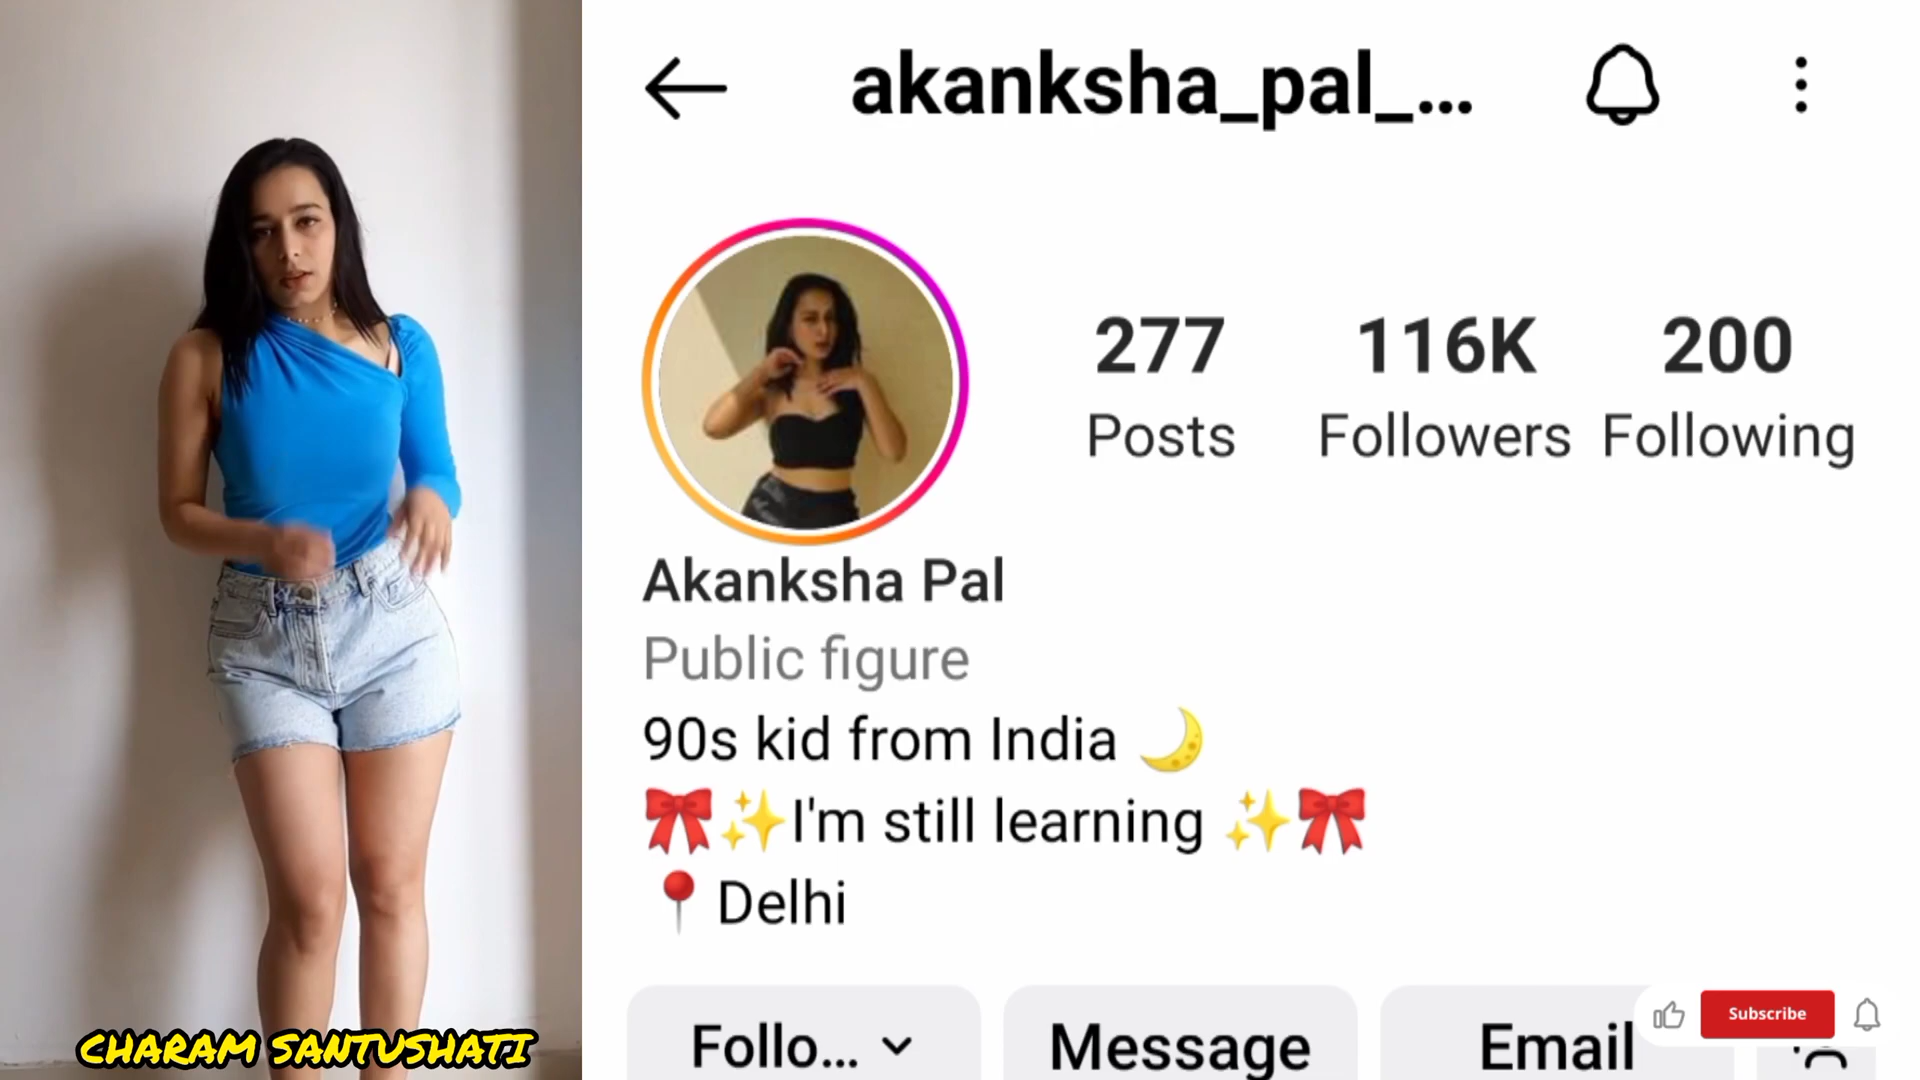 akanksha_pal_...
277 116K 200
Posts Followers Following
Akanksha Pal
Public figure
90s kid from India 🌙
🎀✨I'm still learning ✨🎀
📍 Delhi
Follo... Message Email
Subscribe
CHARAM SANTUSHATI